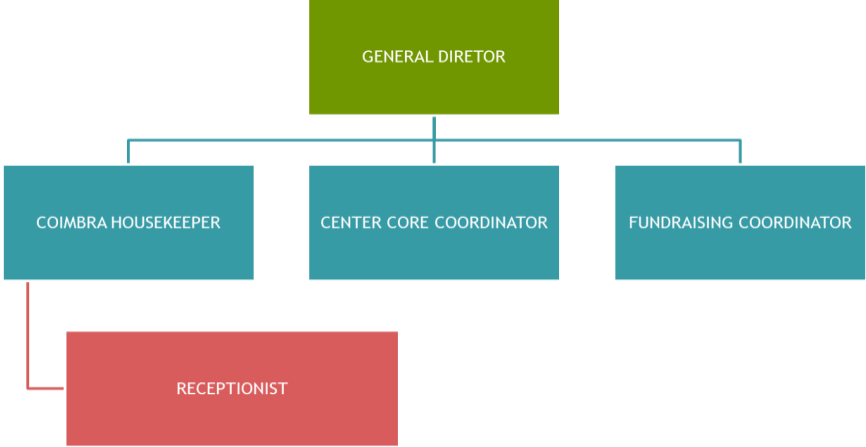 GENERAL DIRETOR
COIMBRA HOUSEKEEPER
CENTER CORE COORDINATOR
FUNDRAISING COORDINATOR
RECEPTIONIST